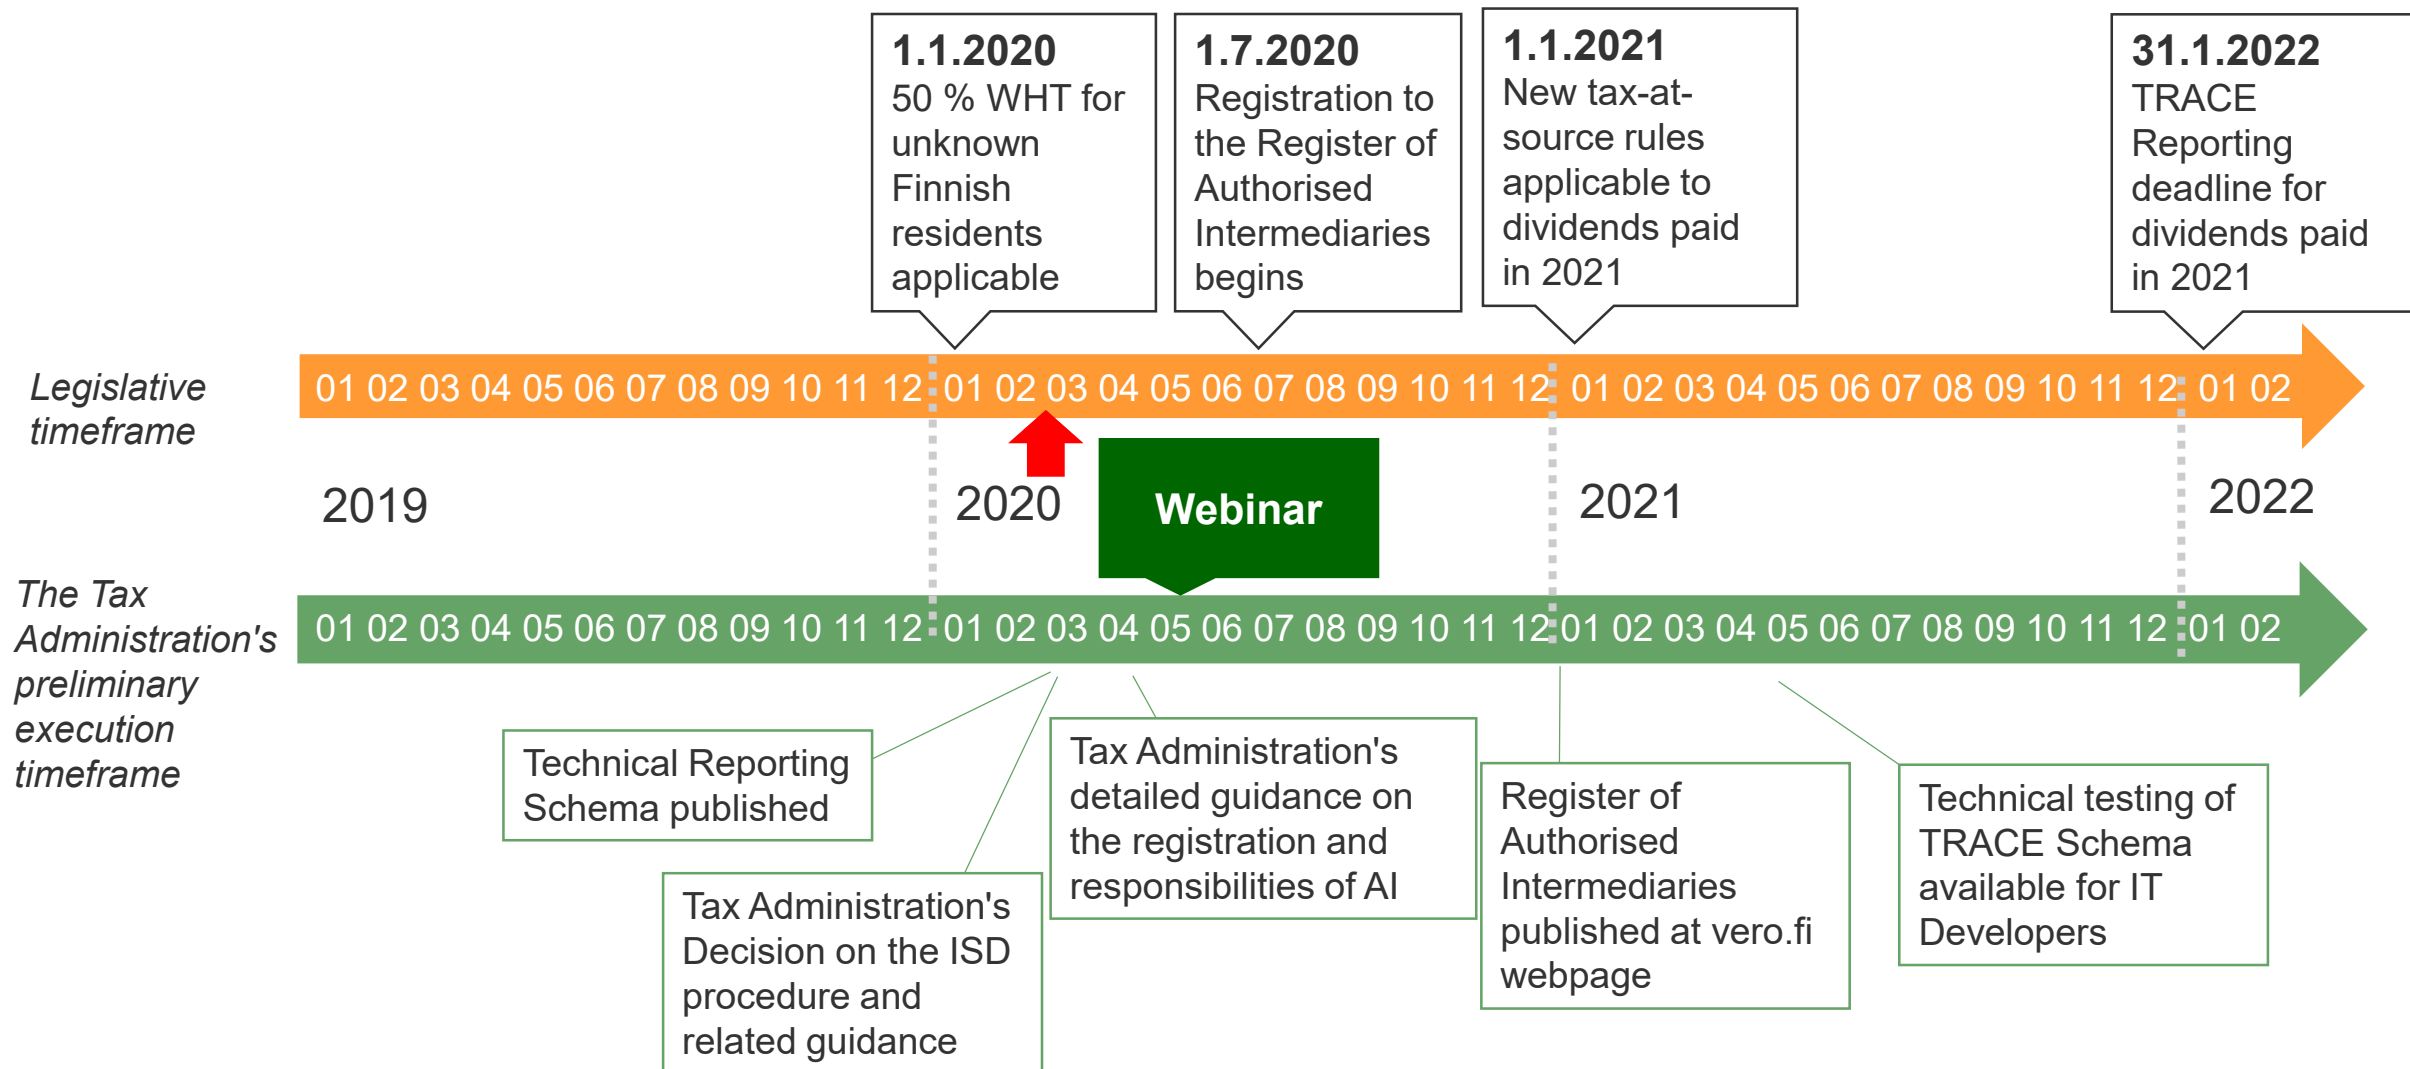 1.1.2020
50 % WHT for
unknown
Finnish
residents
applicable
1.7.2020
Registration to
the Register of
Authorised
Intermediaries
begins
1.1.2021
New tax-at-
source rules
applicable to
dividends paid
in 2021
31.1.2022
TRACE
Reporting
deadline for
dividends paid
in 2021
Legislative
timeframe
01 02 03 04 05 06 07 08 09 10 11 12 01 02 03 04 05 06 07 08 09 10 11 12 01 02 03 04 05 06 07 08 09 10 11 12 01 02
2019
2020
Webinar
2021
2022
The Tax
Administration's
preliminary
execution
timeframe
01 02 03 04 05 06 07 08 09 10 11 12 01 02 03 04 05 06 07 08 09 10 11 12 01 02 03 04 05 06 07 08 09 10 11 12 01 02
Technical Reporting
Schema published
Tax Administration's
Decision on the ISD
procedure and
related guidance
Tax Administration's
detailed guidance on
the registration and
responsibilities of AI
Register of
Authorised
Intermediaries
published at vero.fi
webpage
Technical testing of
TRACE Schema
available for IT
Developers